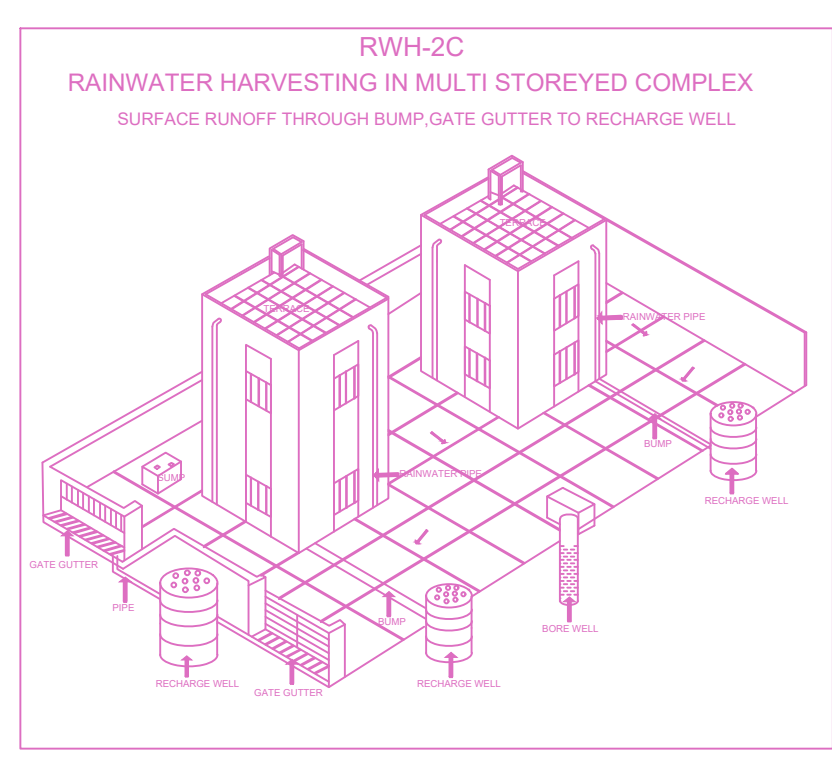 RWH-2C
RAINWATER HARVESTING IN MULTI STOREYED COMPLEX
SURFACE RUNOFF THROUGH BUMP,GATE GUTTER TO RECHARGE WELL
TERRACE
TERRACE
RAINWATER PIPE
BUMP
RAINWATER PIPE
SUMP
RECHARGE WELL
GATE GUTTER
PIPE
BUMP
BORE WELL
RECHARGE WELL
RECHARGE WELL
GATE GUTTER